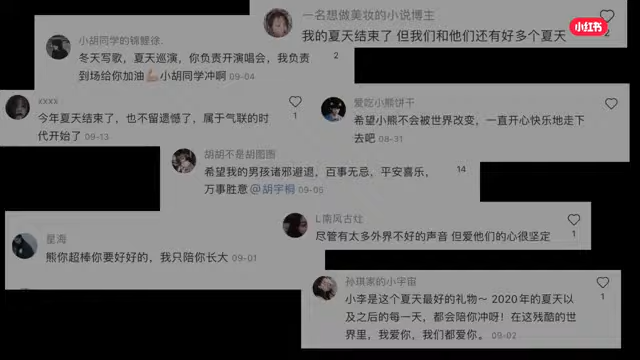 一名想做美妆的小说博主
小红书
我的夏天结束了 但我们和他们还有好多个夏天
2
小胡同学的锦鲤徐.
冬天写歌，夏天巡演，你负责开演唱会，我负责
到场给你加油💪🏻小胡同学冲啊 09-04
2
xxxx
今年夏天结束了，也不留遗憾了，属于气联的时
代开始了 09-13
1
爱吃小熊饼干
希望小熊不会被世界改变，一直开心快乐地走下
去吧 08-31
胡胡不是胡图图
希望我的男孩诸邪避退，百事无忌，平安喜乐，
万事胜意@胡宇桐 09-05
14
L南凤古灶
尽管有太多外界不好的声音 但爱他们的心很坚定
1
星海
熊你超棒你要好好的，我只陪你长大 09-01
孙琪家的小宇宙
小李是这个夏天最好的礼物～ 2020年的夏天以
及之后的每一天，都会陪你冲呀！在这残酷的世
界里，我爱你，我们都爱你。 09-02
1